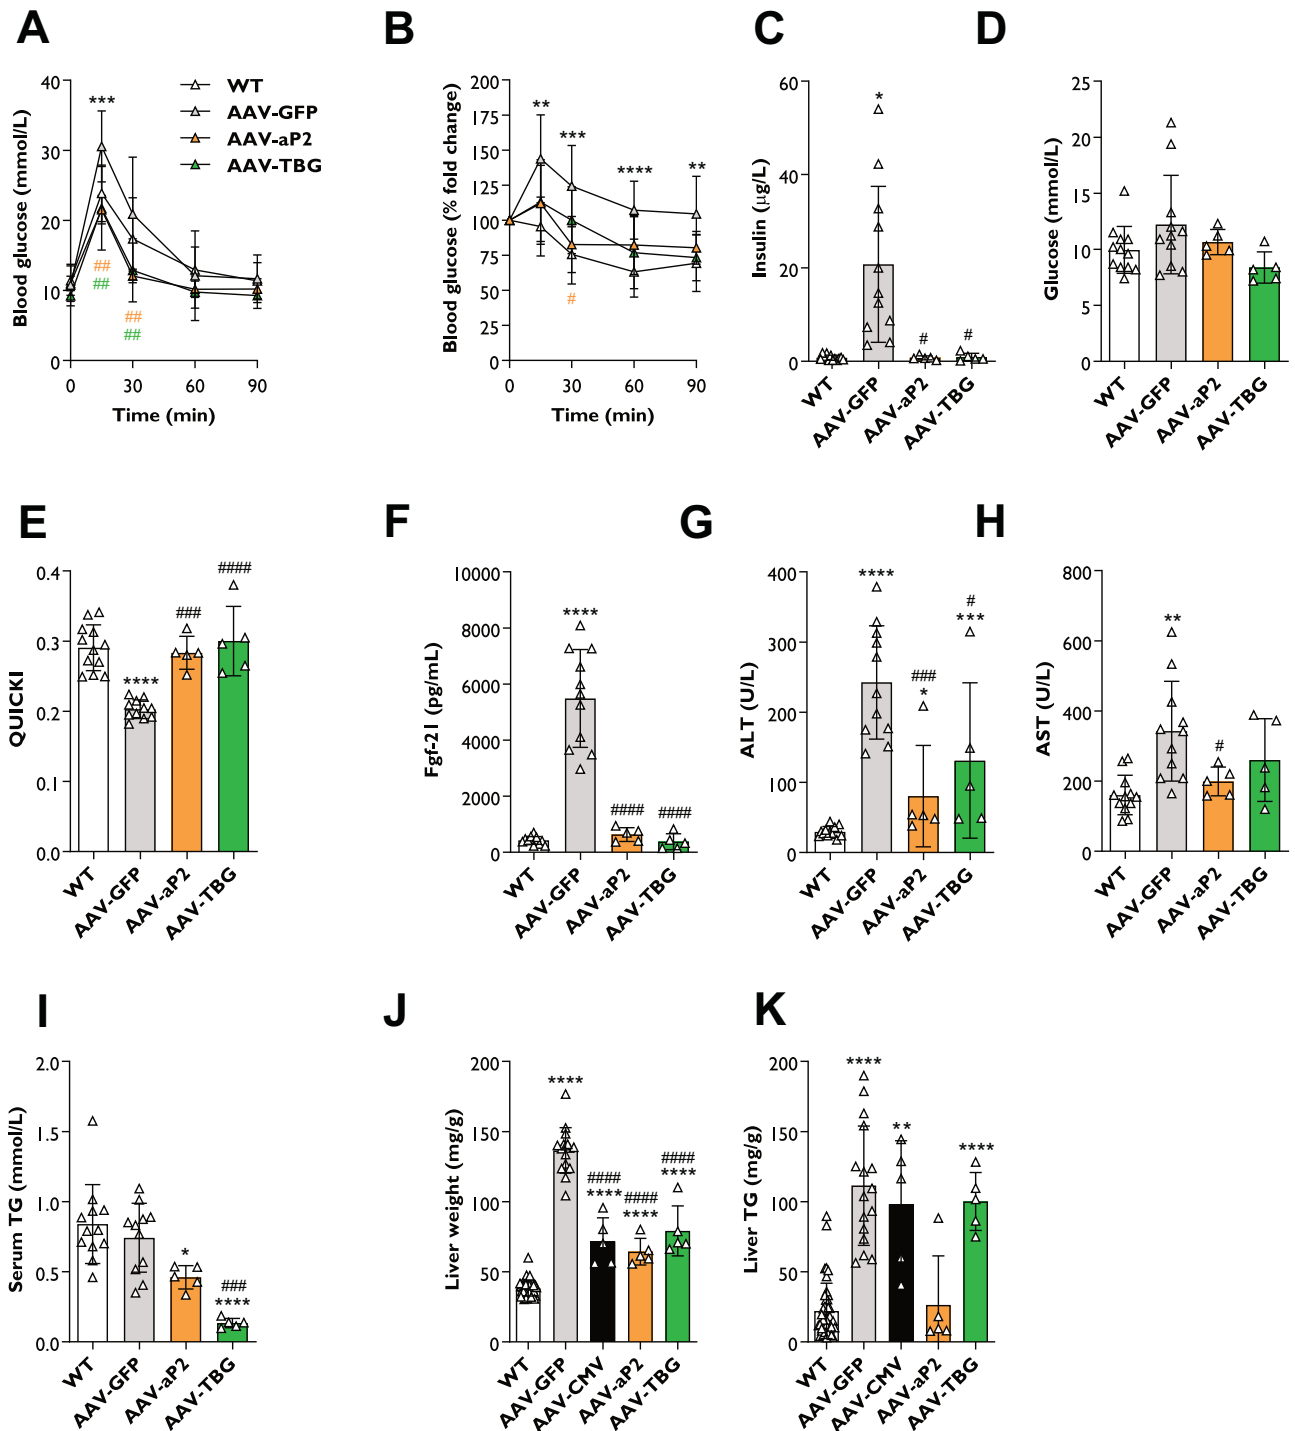 A
Blood glucose (mmol/L)
40
30
20
10
0
0 30 60 90
Time (min)
***
##
##
##
##
WT
AAV-GFP
AAV-aP2
AAV-TBG
B
Blood glucose (% fold change)
200
175
150
125
100
75
50
25
0
0 30 60 90
Time (min)
**
***
****
**
#
C
Insulin (μg/L)
60
40
20
0
*
#
#
WT
AAV-GFP
AAV-aP2
AAV-TBG
D
Glucose (mmol/L)
25
20
15
10
5
0
WT
AAV-GFP
AAV-aP2
AAV-TBG
E
QUICKI
0.4
0.3
0.2
0.1
0.0
****
###
####
WT
AAV-GFP
AAV-aP2
AAV-TBG
F
Fgf-21 (pg/mL)
10000
8000
6000
4000
2000
0
****
####
####
WT
AAV-GFP
AAV-aP2
AAV-TBG
G
ALT (U/L)
400
300
200
100
0
****
###
*
#
***
WT
AAV-GFP
AAV-aP2
AAV-TBG
H
AST (U/L)
800
600
400
200
0
**
#
WT
AAV-GFP
AAV-aP2
AAV-TBG
I
Serum TG (mmol/L)
2.0
1.5
1.0
0.5
0.0
*
###
****
WT
AAV-GFP
AAV-aP2
AAV-TBG
J
Liver weight (mg/g)
200
150
100
50
0
****
####
****
####
****
####
****
WT
AAV-GFP
AAV-CMV
AAV-aP2
AAV-TBG
K
Liver TG (mg/g)
200
150
100
50
0
****
**
****
WT
AAV-GFP
AAV-CMV
AAV-aP2
AAV-TBG